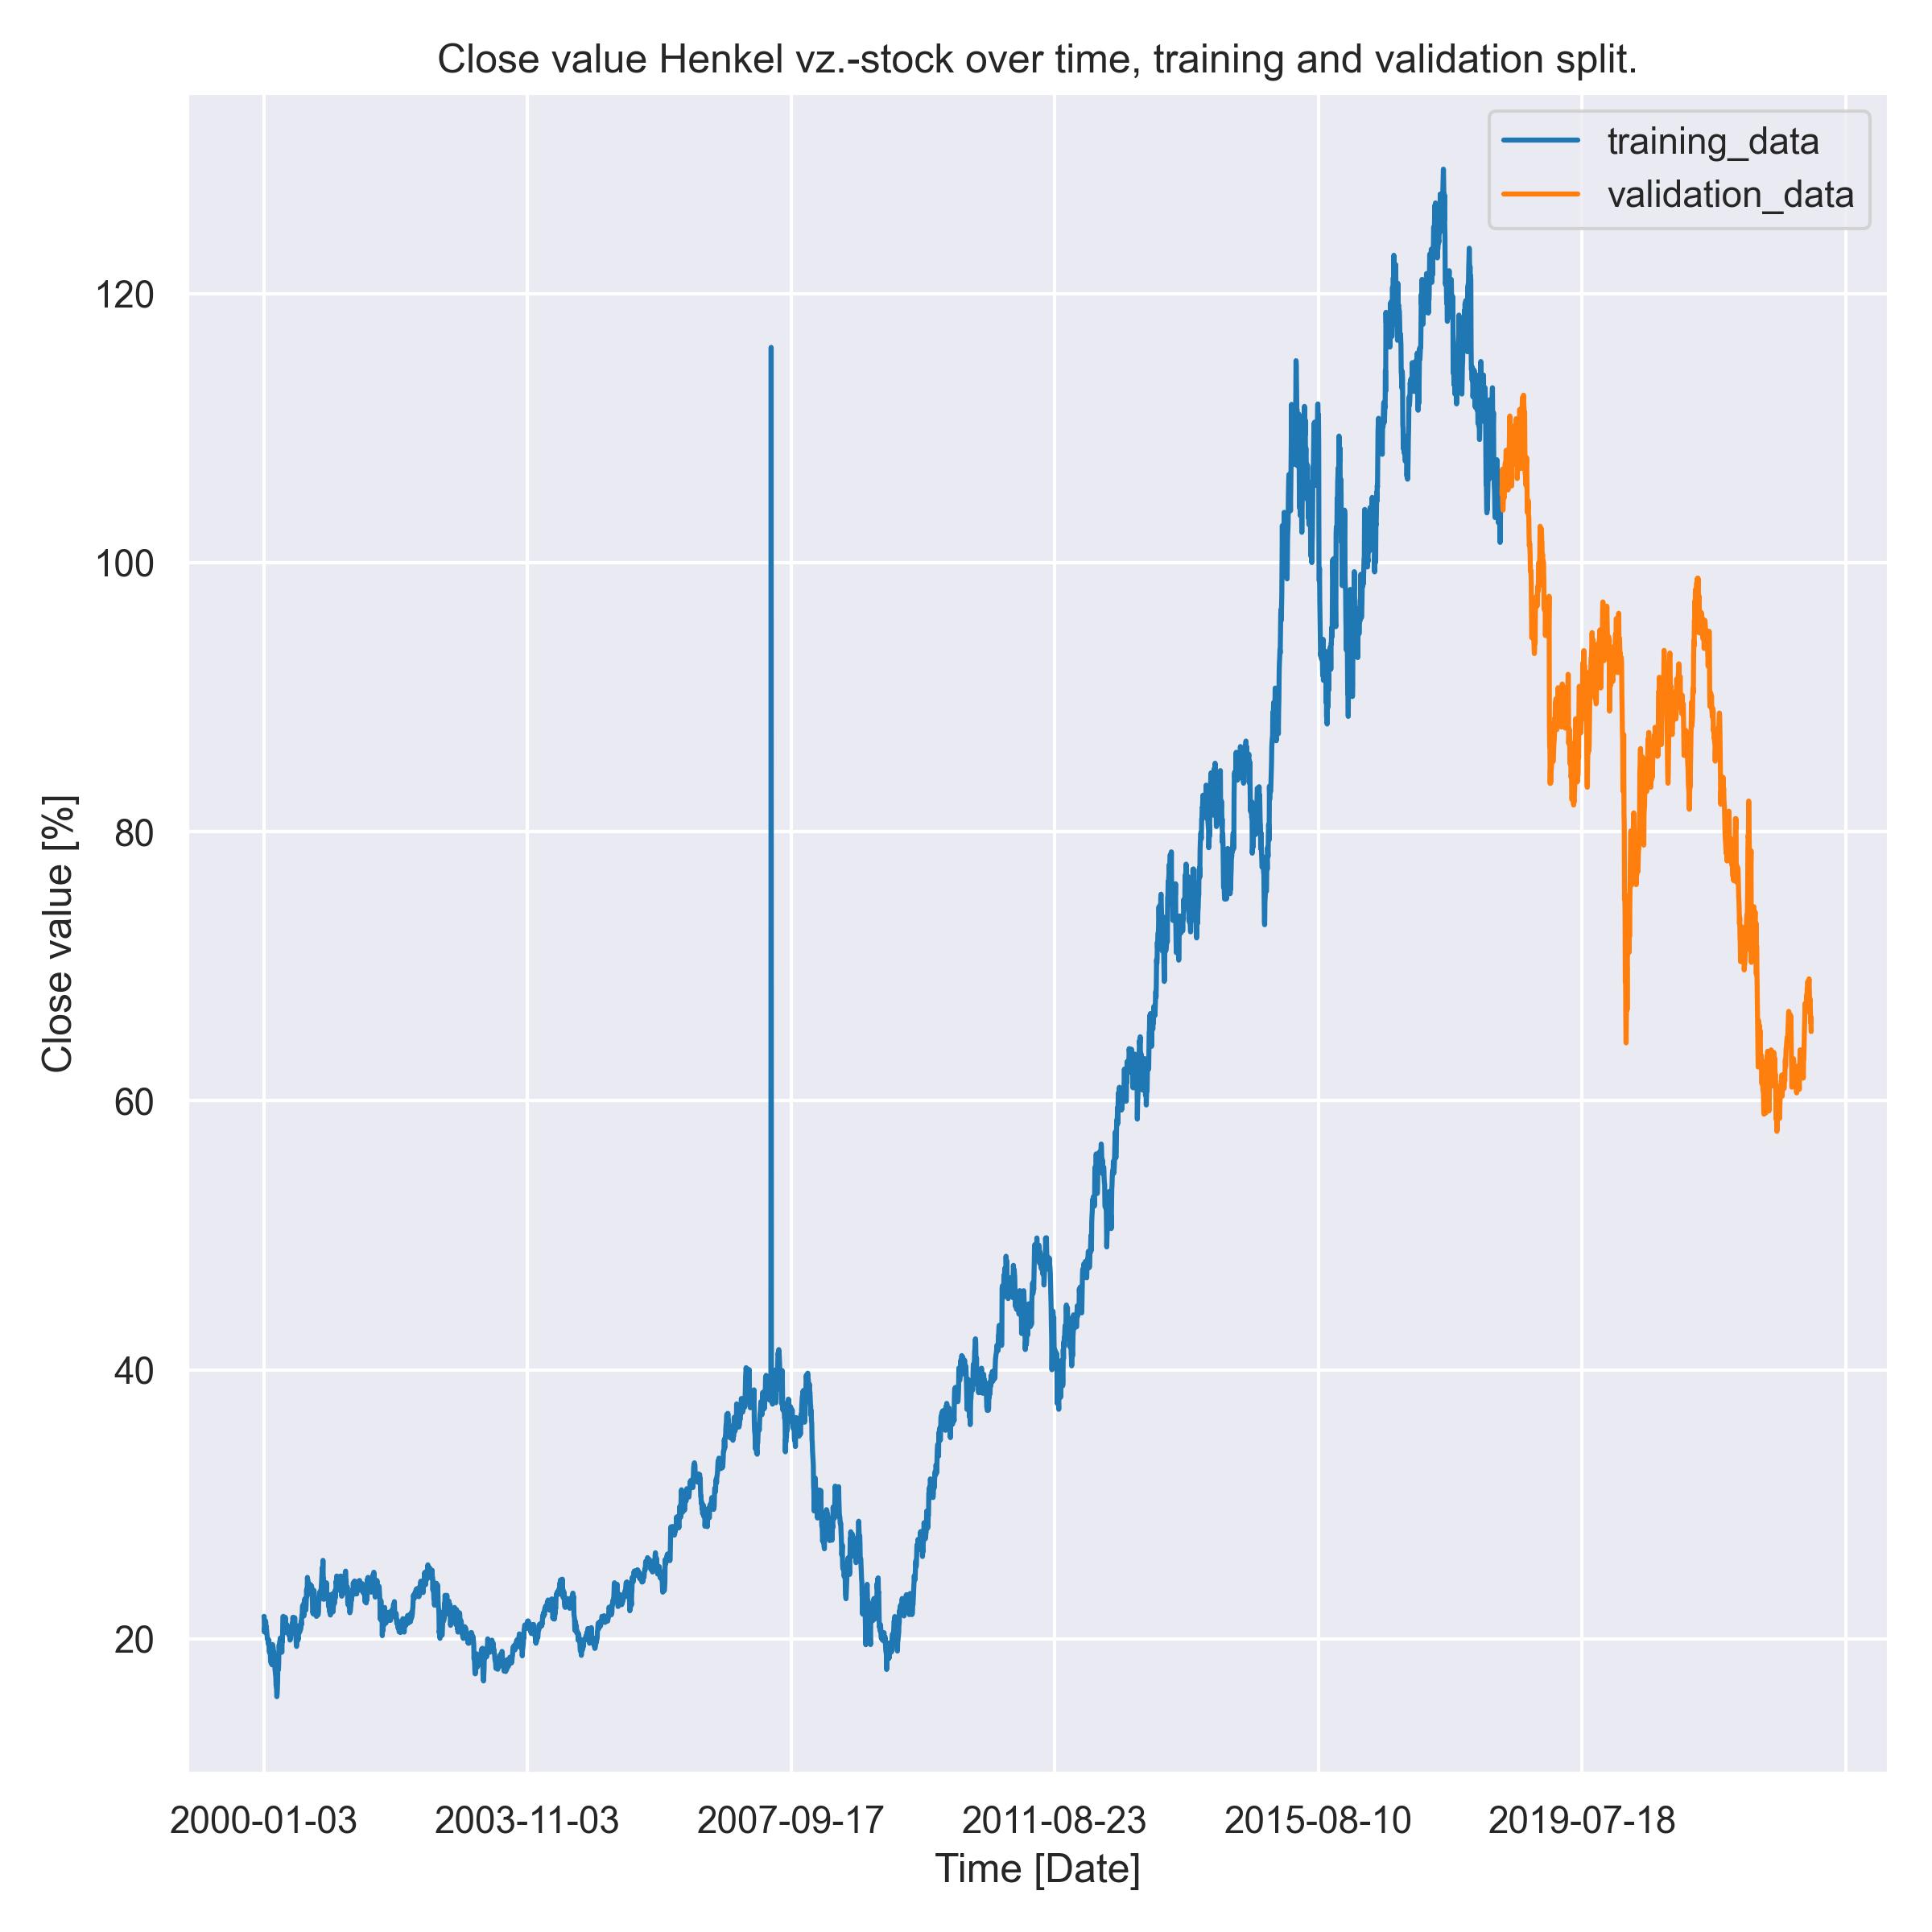 Close value Henkel vz.-stock over time, training and validation split.
training_data
validation_data
120
100
80
60
40
20
Close value [%]
2000-01-03 2003-11-03 2007-09-17 2011-08-23 2015-08-10 2019-07-18
Time [Date]